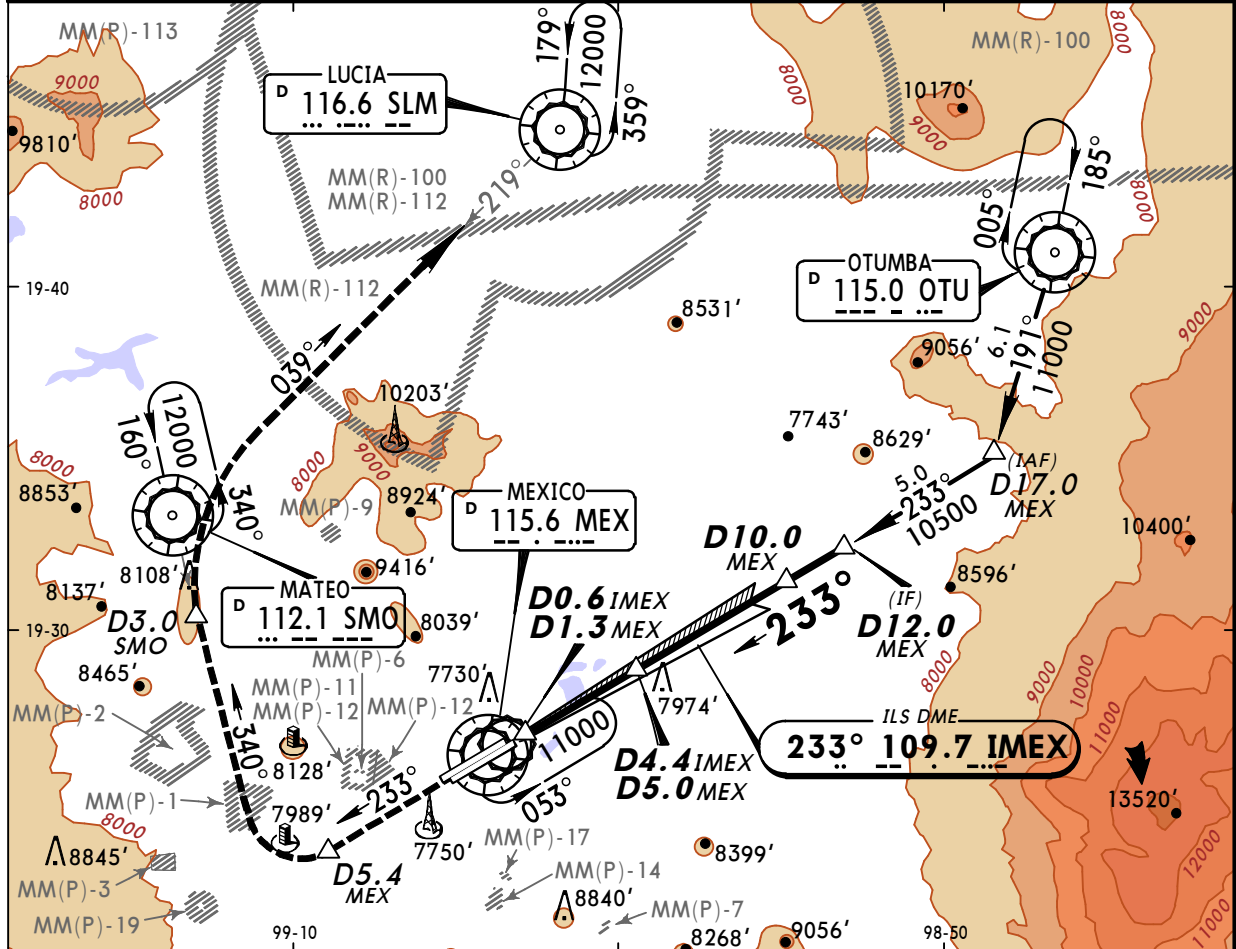 MM(P)-113
9000
9810'
8000
LUCIA
D 116.6 SLM
179°
12000
359°
219°
MM(R)-100
MM(R)-112
MM(R)-112
8000
MM(R)-100
8000
10170'
9000
8000
005°
185°
OTUMBA
D 115.0 OTU
6.1
191°
11000
9000
19-40
8531'
9056'
039°
10203'
9000
8000
12000
160°
340°
8000
8853'
7743'
8629'
(IAF)
D17.0
MEX
5.0
233°
10500
MM(P)-9
8924'
MEXICO
D 115.6 MEX
D10.0
MEX
10400'
8108'
9416'
8137'
D3.0
SMO
MATEO
D 112.1 SMO
8039'
D0.6 IMEX
D1.3 MEX
233°
(IF)
D12.0
MEX
8596'
19-30
8465'
MM(P)-6
MM(P)-11
MM(P)-12
MM(P)-12
7730'
7974'
8000
9000
10000
11000
MM(P)-2
340°
8128'
11000
053°
D4.4 IMEX
D5.0 MEX
ILS DME
233° 109.7 IMEX
MM(P)-1
8000
7989'
233°
7750'
13520'
8845'
MM(P)-3
MM(P)-19
D5.4
MEX
MM(P)-17
MM(P)-14
8399'
8840'
MM(P)-7
8268'
9056'
12000
11000
99-10
98-50